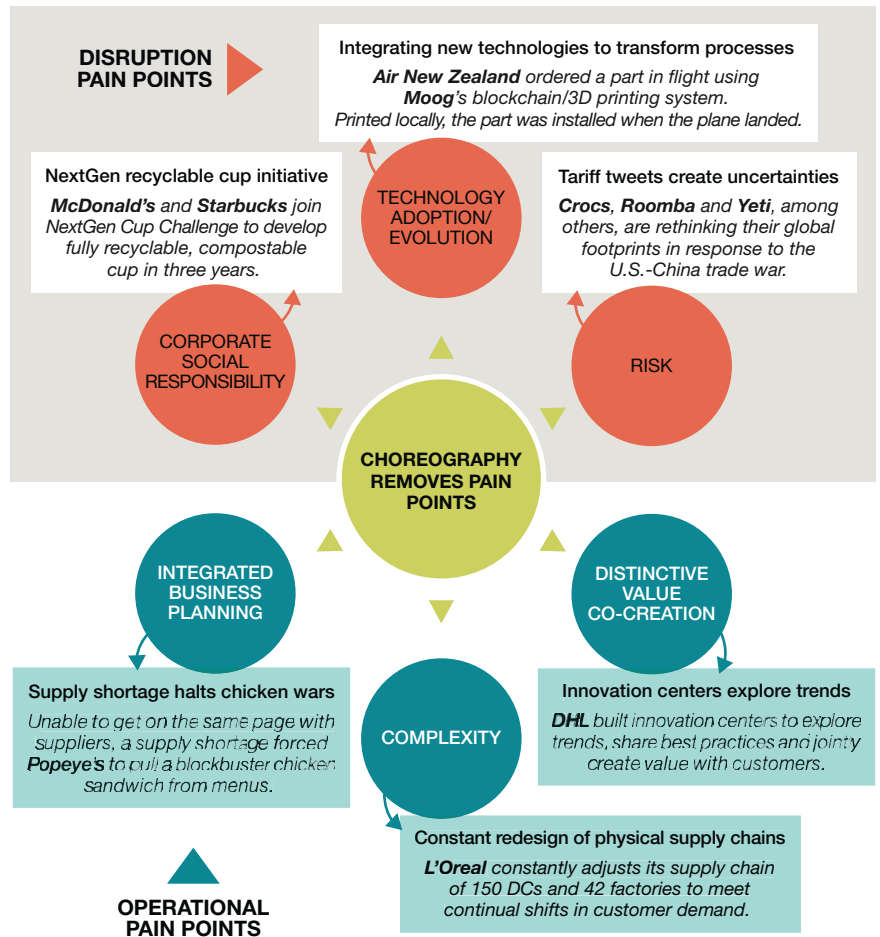 DISRUPTION
PAIN POINTS
Integrating new technologies to transform processes
Air New Zealand ordered a part in flight using
Moog's blockchain/3D printing system.
Printed locally, the part was installed when the plane landed.
NextGen recyclable cup initiative
McDonald's and Starbucks join
NextGen Cup Challenge to develop
fully recyclable, compostable
cup in three years.
TECHNOLOGY
ADOPTION/
EVOLUTION
Tariff tweets create uncertainties
Crocs, Roomba and Yeti, among
others, are rethinking their global
footprints in response to the
U.S.-China trade war.
CORPORATE
SOCIAL
RESPONSIBILITY
RISK
CHOREOGRAPHY
REMOVES PAIN
POINTS
INTEGRATED
BUSINESS
PLANNING
DISTINCTIVE
VALUE
CO-CREATION
Supply shortage halts chicken wars
Unable to get on the same page with
suppliers, a supply shortage forced
Popeye's to pull a blockbuster chicken
sandwich from menus.
COMPLEXITY
Innovation centers explore trends
DHL built innovation centers to explore
trends, share best practices and jointy
create value with customers.
Constant redesign of physical supply chains
L'Oreal constantly adjusts its supply chain
of 150 DCs and 42 factories to meet
continual shifts in customer demand.
OPERATIONAL
PAIN POINTS